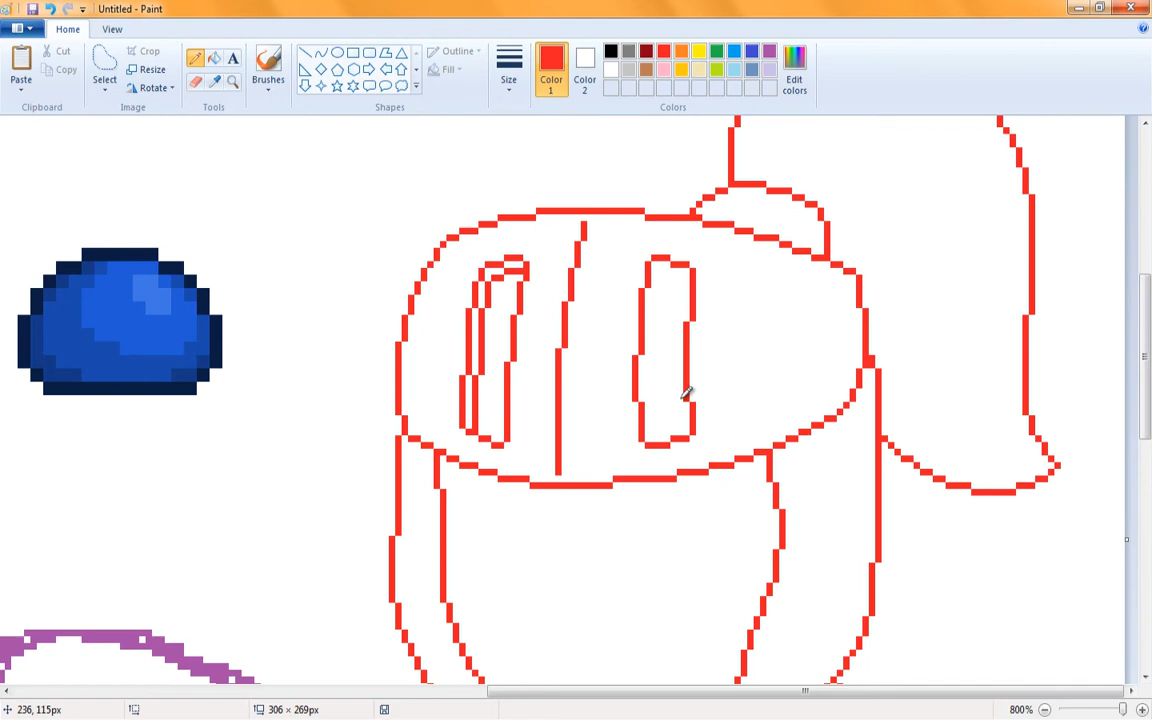 Untitled - Paint
Home View
Paste
Cut
Copy
Clipboard
Select
Crop
Resize
Rotate
Image
A
Tools
Brushes
Shapes
Outline
Fill
Size
Color 1
Color 2
Edit colors
Colors
236, 115px
306 × 269px
800%